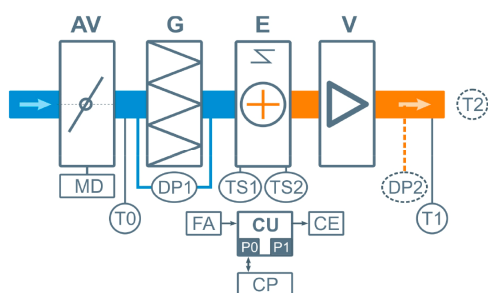 AV G E V
T2
MD DP1 TS1 TS2 DP2
T0 T1
FA CU CE
P0 P1
CP